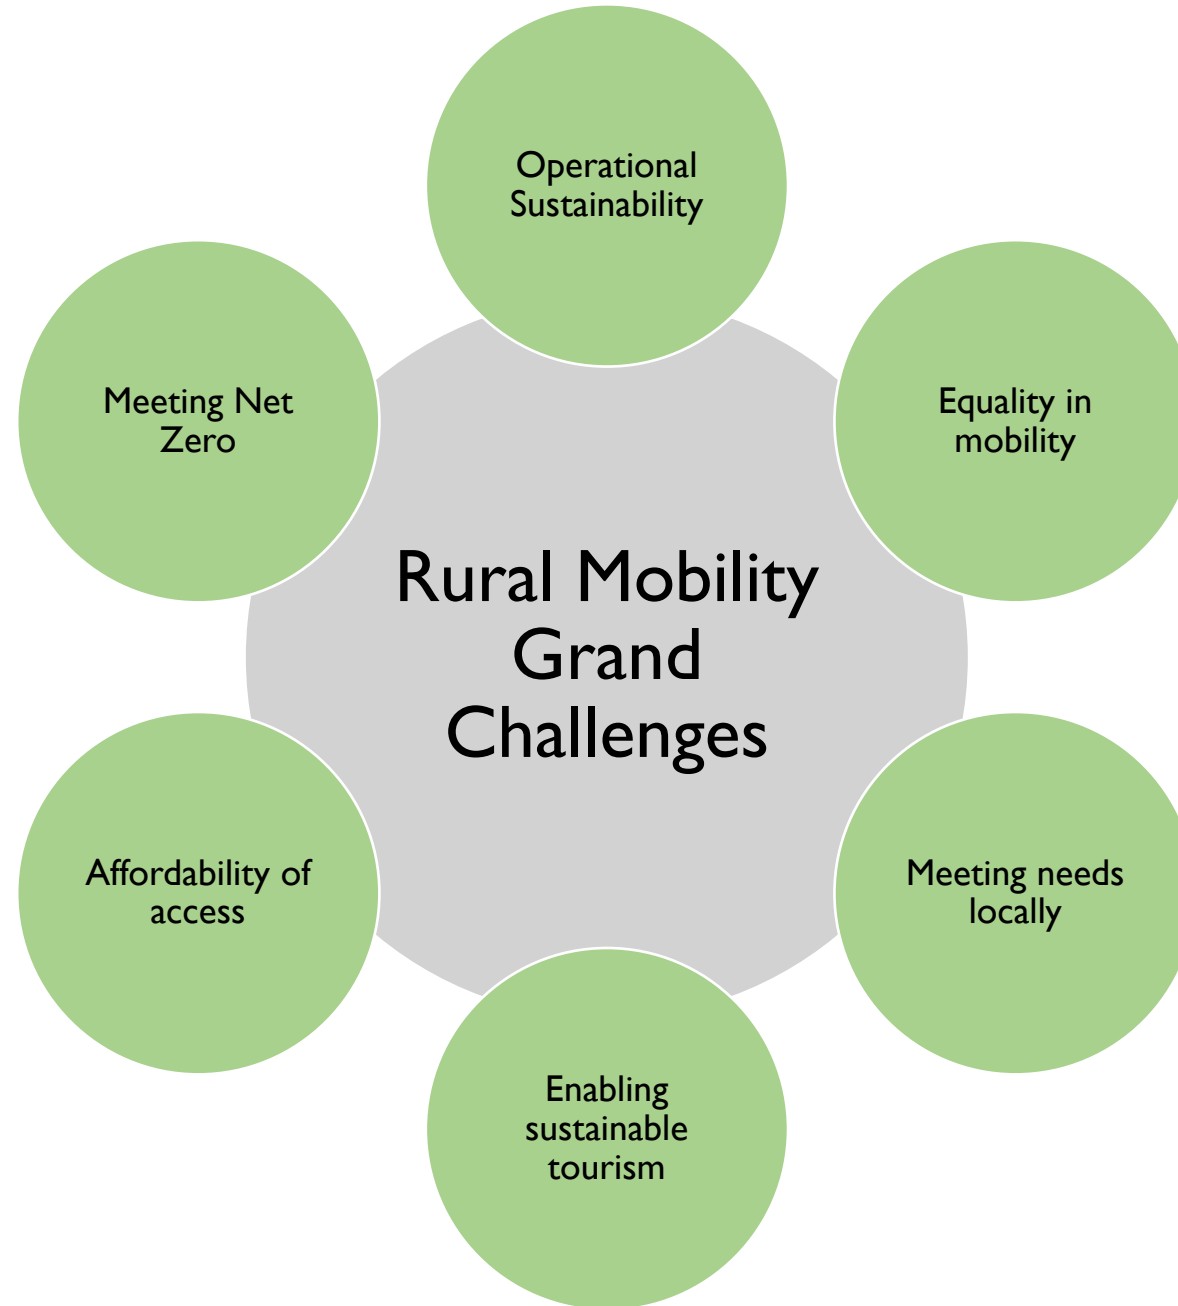 Operational
Sustainability
Equality in
mobility
Meeting needs
locally
Enabling
sustainable
tourism
Affordability of
access
Meeting Net
Zero
Rural Mobility
Grand
Challenges